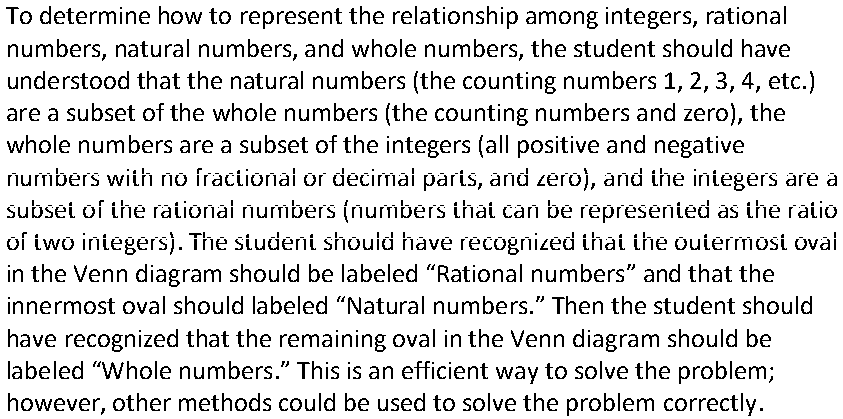 To determine how to represent the relationship among integers, rational
numbers, natural numbers, and whole numbers, the student should have
understood that the natural numbers (the counting numbers 1, 2, 3, 4, etc.)
are a subset of the whole numbers (the counting numbers and zero), the
whole numbers are a subset of the integers (all positive and negative
numbers with no fractional or decimal parts, and zero), and the integers are a
subset of the rational numbers (numbers that can be represented as the ratio
of two integers). The student should have recognized that the outermost oval
in the Venn diagram should be labeled “Rational numbers” and that the
innermost oval should labeled “Natural numbers.” Then the student should
have recognized that the remaining oval in the Venn diagram should be
labeled “Whole numbers.” This is an efficient way to solve the problem;
however, other methods could be used to solve the problem correctly.